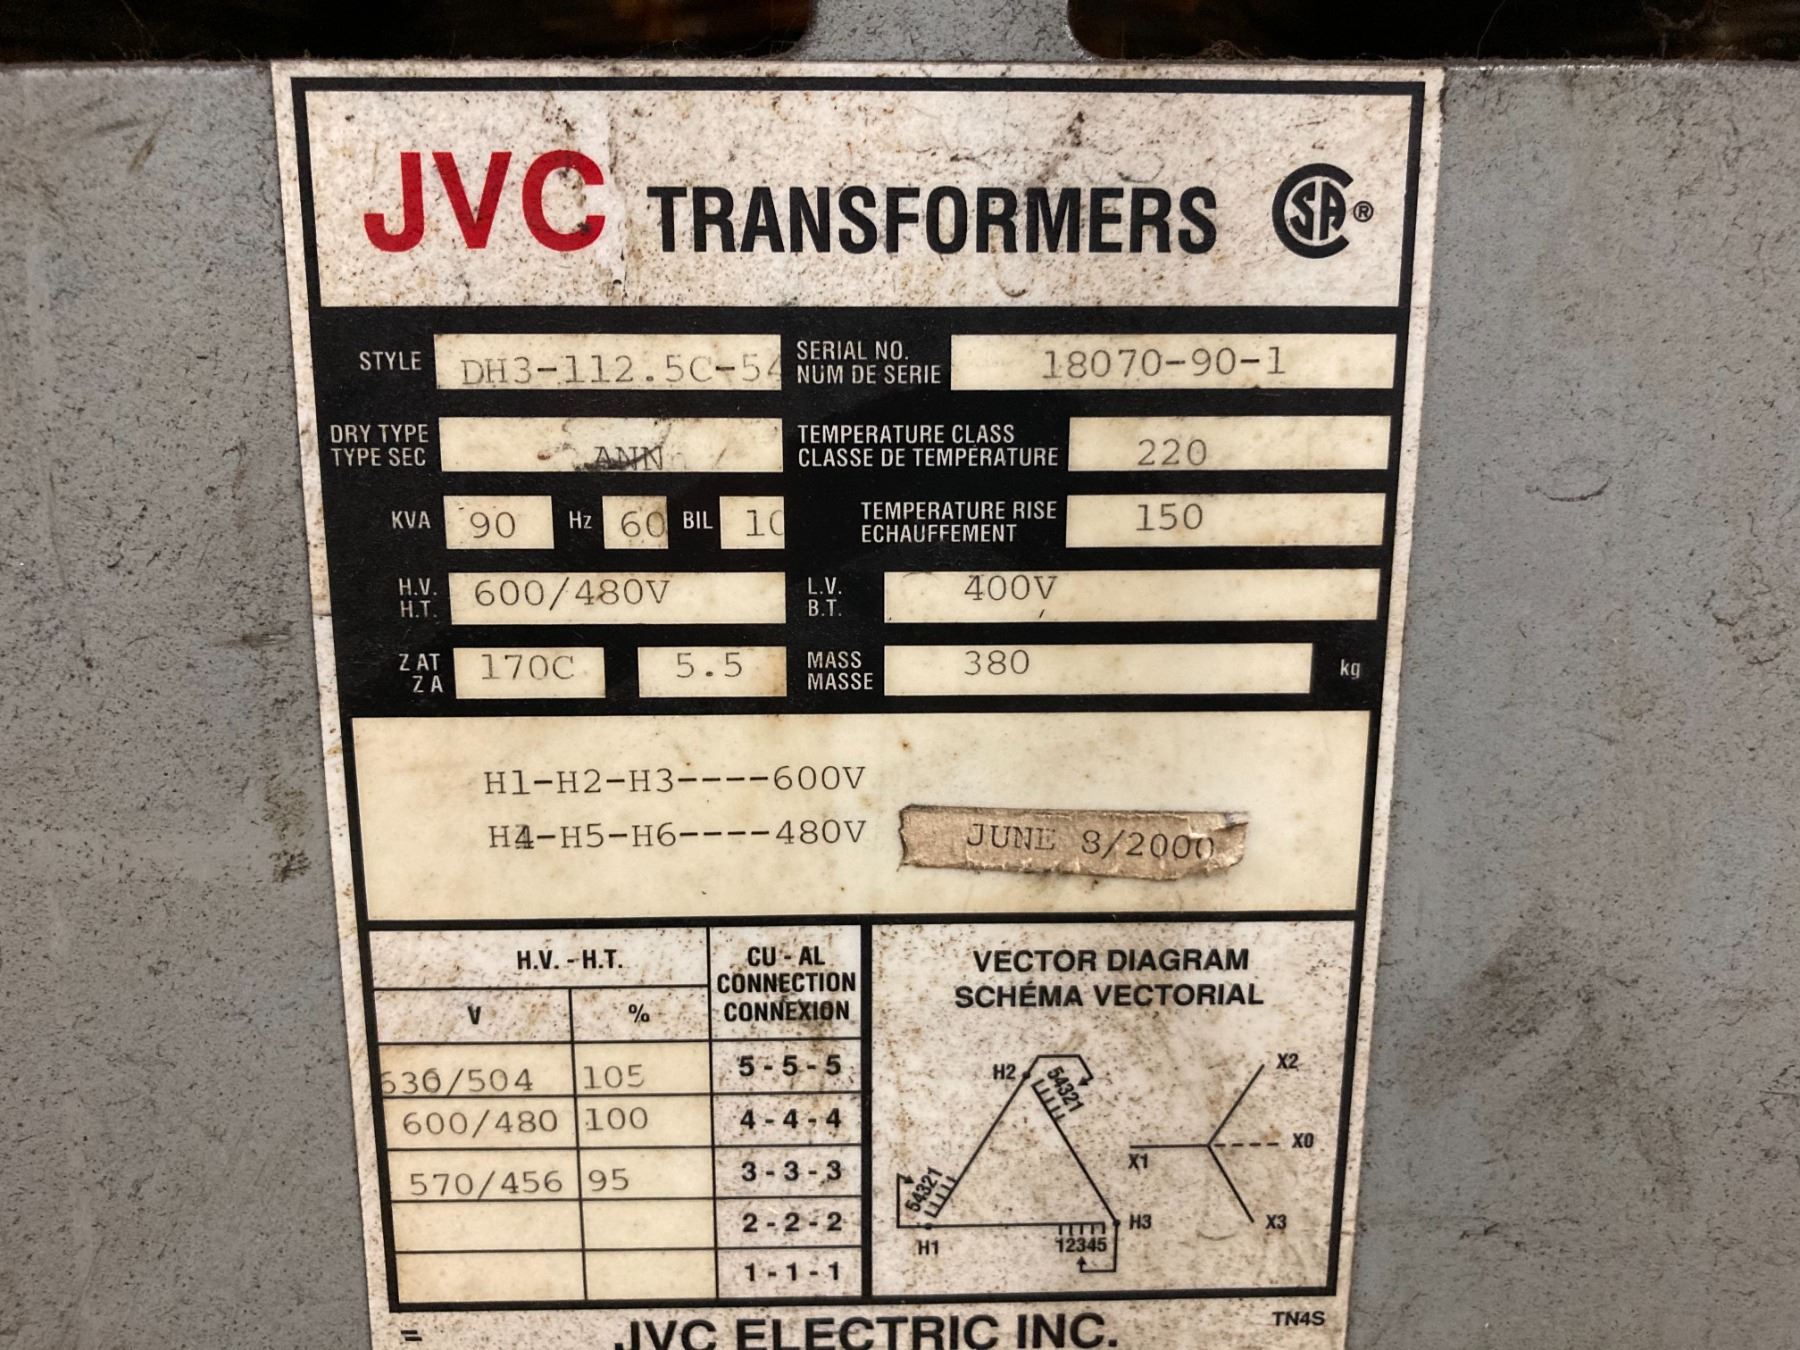 JVC TRANSFORMERS CSA®
STYLE DH3-112.5C-54 SERIAL NO. 18070-90-1
NUM DE SERIE
DRY TYPE ANN TEMPERATURE CLASS 220
TYPE SEC CLASSE DE TEMPÉRATURE
KVA 90 Hz 60 BIL 10 TEMPERATURE RISE 150
ECHAUFFEMENT
H.V. 600/480V L.V. 400V
H.T. B.T.
Z AT 170C 5.5 MASS 380 kg
Z A MASSE
H1-H2-H3----600V
H4-H5-H6----480V JUNE 8/2000
H.V. - H.T. CU - AL
CONNECTION
V % CONNEXION
630/504 105 5 - 5 - 5
600/480 100 4 - 4 - 4
570/456 95 3 - 3 - 3
2 - 2 - 2
1 - 1 - 1
VECTOR DIAGRAM
SCHÉMA VECTORIAL
H2 54321 X2
X1 X0
54321
H1 12345 H3 X3
= JVC ELECTRIC INC. TN4S